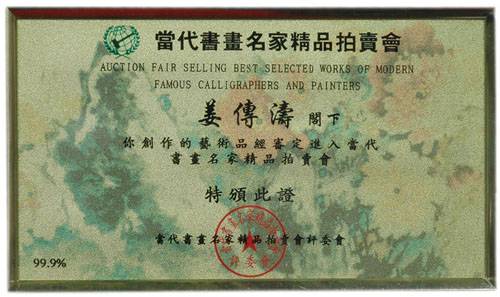 當代書畫名家精品拍賣會
AUCTION FAIR SELLING BEST SELECTED WORKS OF MODERN
FAMOUS CALLIGRAPHERS AND PAINTERS
姜傳濤 閣下
你創作的藝術品經審定進入當代
書畫名家精品拍賣會
特頒此證
當代書畫名家精品拍賣會評委會
99.9%